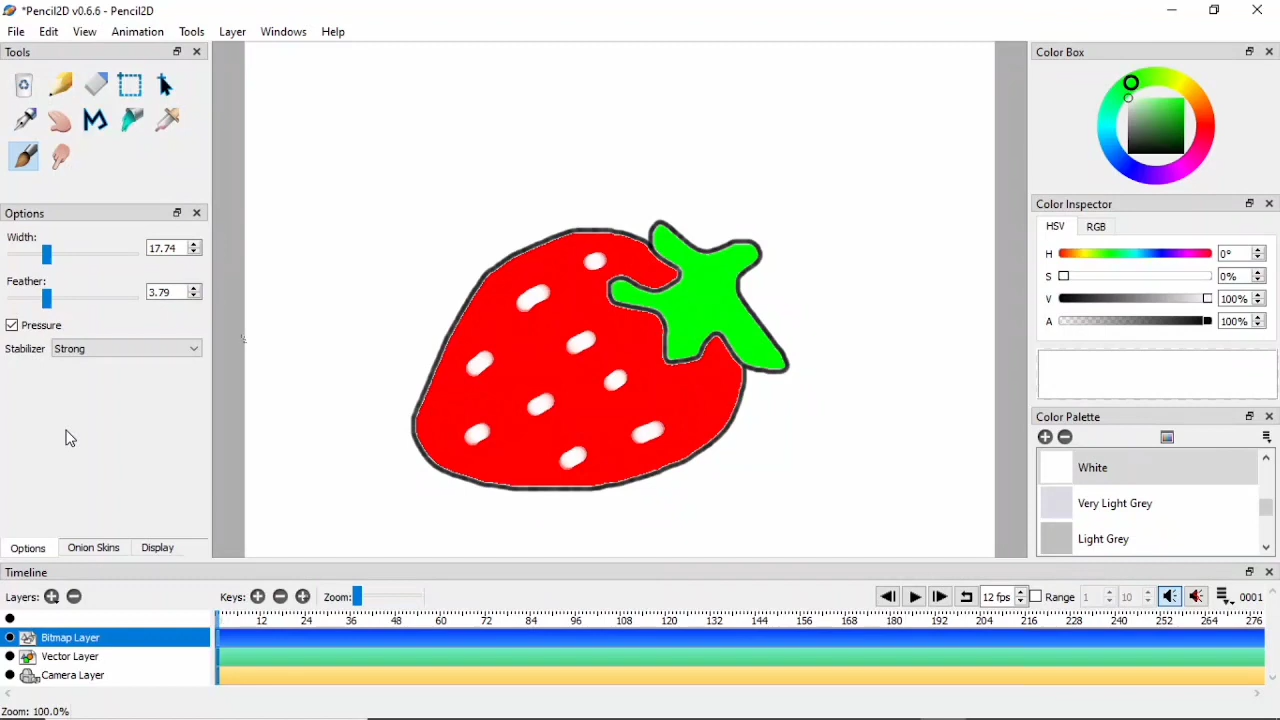 *Pencil2D v0.6.6 - Pencil2D
File Edit View Animation Tools Layer Windows Help
Tools
Options
Width:
17.74
Feather:
3.79
Pressure
Stabilizer Strong
Options Onion Skins Display
Color Box
Color Inspector
HSV RGB
H 0°
S 0%
V 100%
A 100%
Color Palette
White
Very Light Grey
Light Grey
Timeline
Layers: Keys: Zoom: 12 fps Range 1 10 0001
12 24 36 48 60 72 84 96 108 120 132 144 156 168 180 192 204 216 228 240 252 264 276
Bitmap Layer
Vector Layer
Camera Layer
Zoom: 100.0%